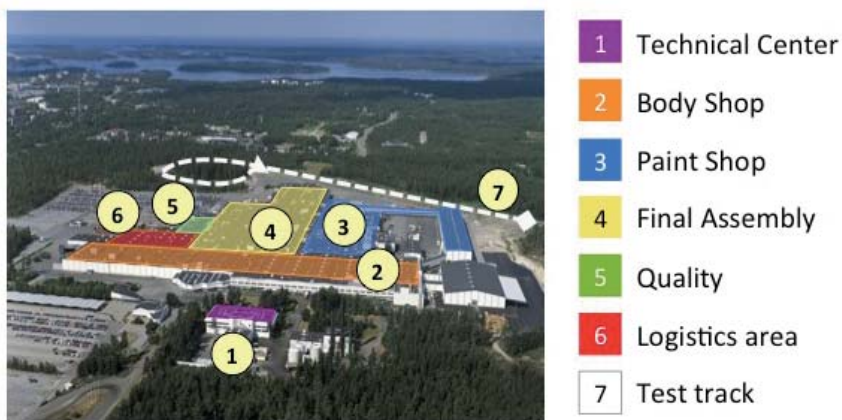 7
5
6
3
4
2
1
1 Technical Center
2 Body Shop
3 Paint Shop
4 Final Assembly
5 Quality
6 Logistics area
7 Test track